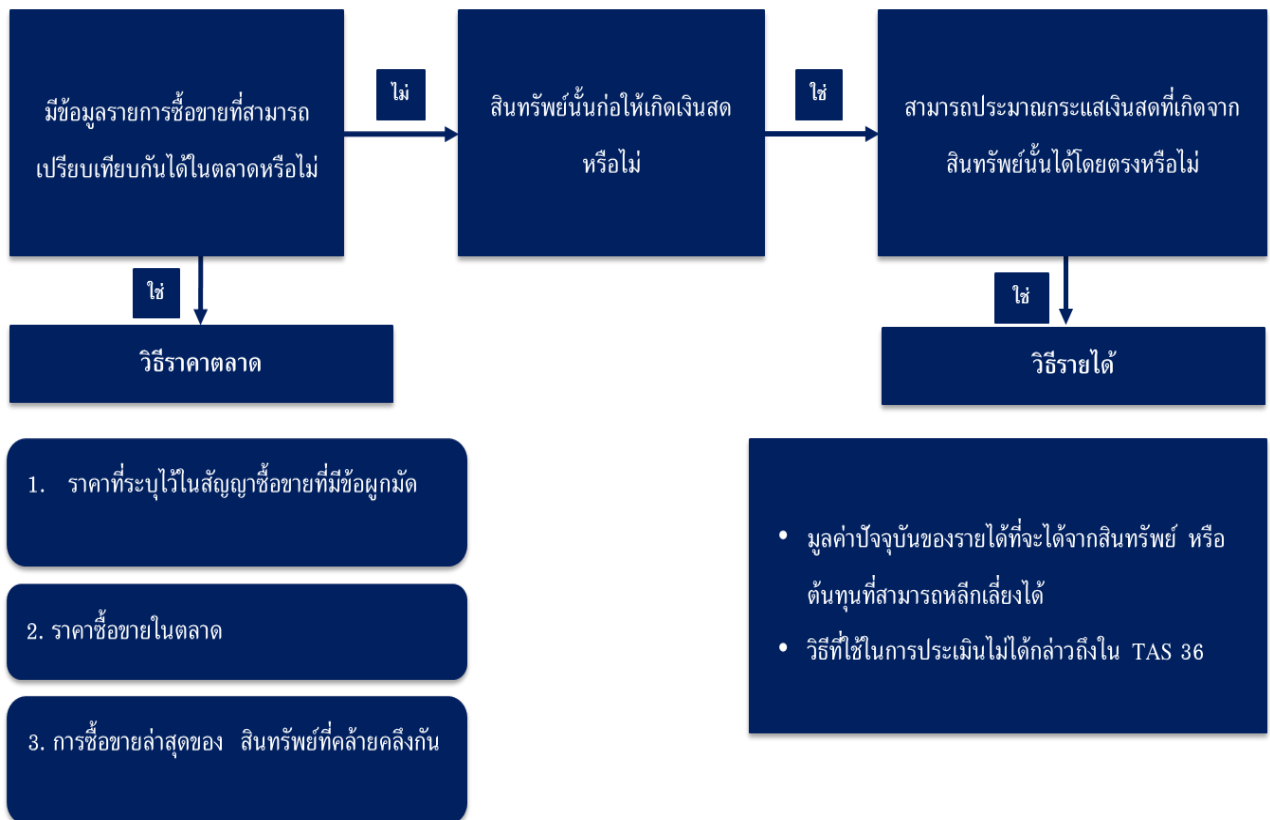 มีข้อมูลรายการซื้อขายที่สามารถ
เปรียบเทียบกันได้ในตลาดหรือไม่
ไม่
สินทรัพย์นั้นก่อให้เกิดเงินสด
หรือไม่
ใช่
สามารถประมาณกระแสเงินสดที่เกิดจาก
สินทรัพย์นั้นได้โดยตรงหรือไม่
ใช่
วิธีราคาตลาด
ใช่
วิธีรายได้
1. ราคาที่ระบุไว้ในสัญญาซื้อขายที่มีข้อผูกมัด
2. ราคาซื้อขายในตลาด
3. การซื้อขายล่าสุดของ สินทรัพย์ที่คล้ายคลึงกัน
• มูลค่าปัจจุบันของรายได้ที่จะได้จากสินทรัพย์ หรือ
ต้นทุนที่สามารถหลีกเลี่ยงได้
• วิธีที่ใช้ในการประเมินไม่ได้กล่าวถึงใน TAS 36